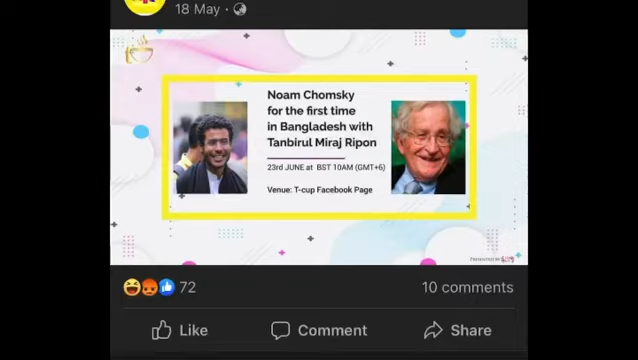 18 May ·
Noam Chomsky
for the first time
in Bangladesh with
Tanbirul Miraj Ripon
23rd JUNE at BST 10AM (GMT+6)
Venue: T-cup Facebook Page
72
10 comments
Like
Comment
Share